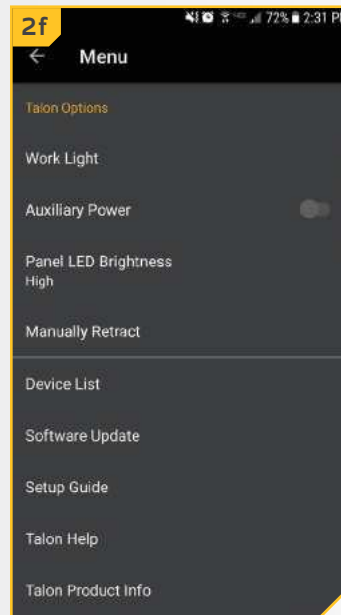 2f
72% 2:31 P
Menu
Talon Options
Work Light
Auxiliary Power
Panel LED Brightness
High
Manually Retract
Device List
Software Update
Setup Guide
Talon Help
Talon Product Info